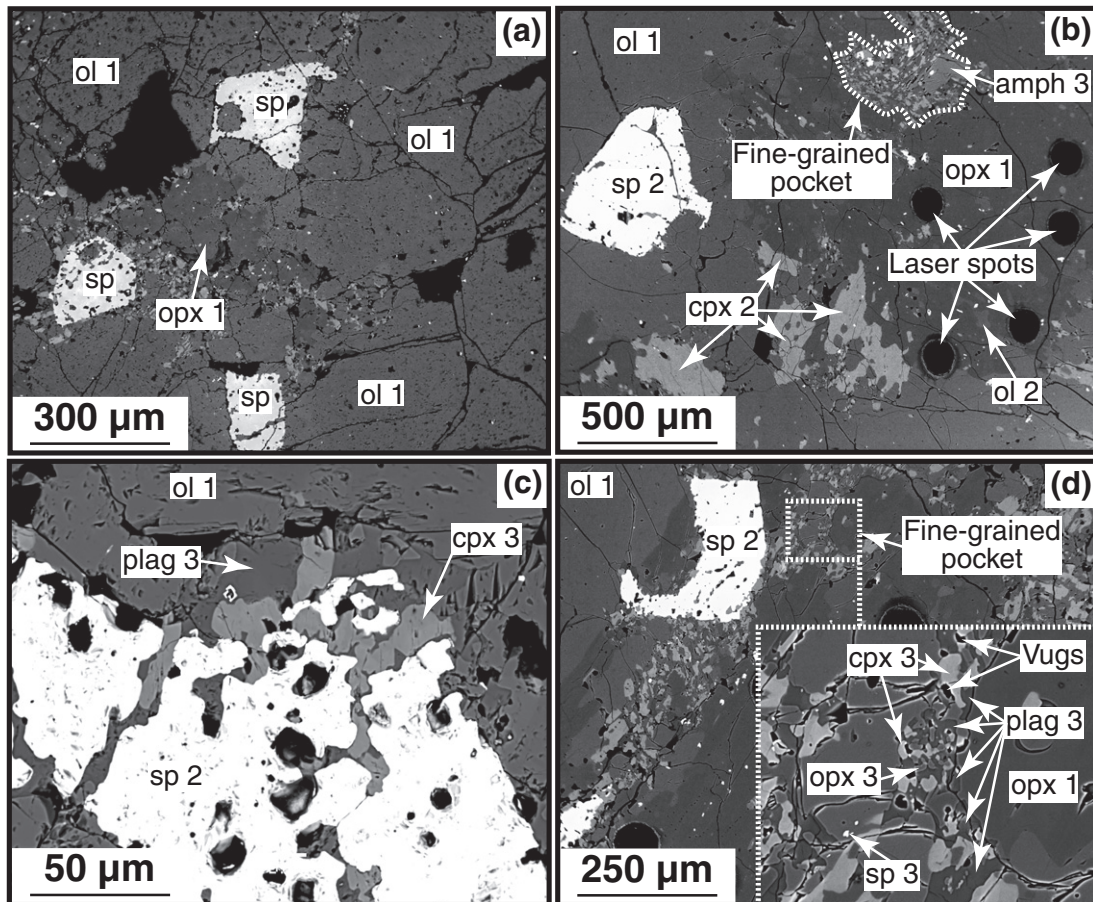 (a)
ol 1
sp
ol 1
sp
opx 1
sp
ol 1
300 µm
(b)
ol 1
amph 3
Fine-grained
pocket
opx 1
sp 2
Laser spots
cpx 2
ol 2
500 µm
(c)
ol 1
cpx 3
plag 3
sp 2
50 µm
(d)
ol 1
sp 2
Fine-grained
pocket
cpx 3
Vugs
plag 3
opx 3
opx 1
sp 3
250 µm